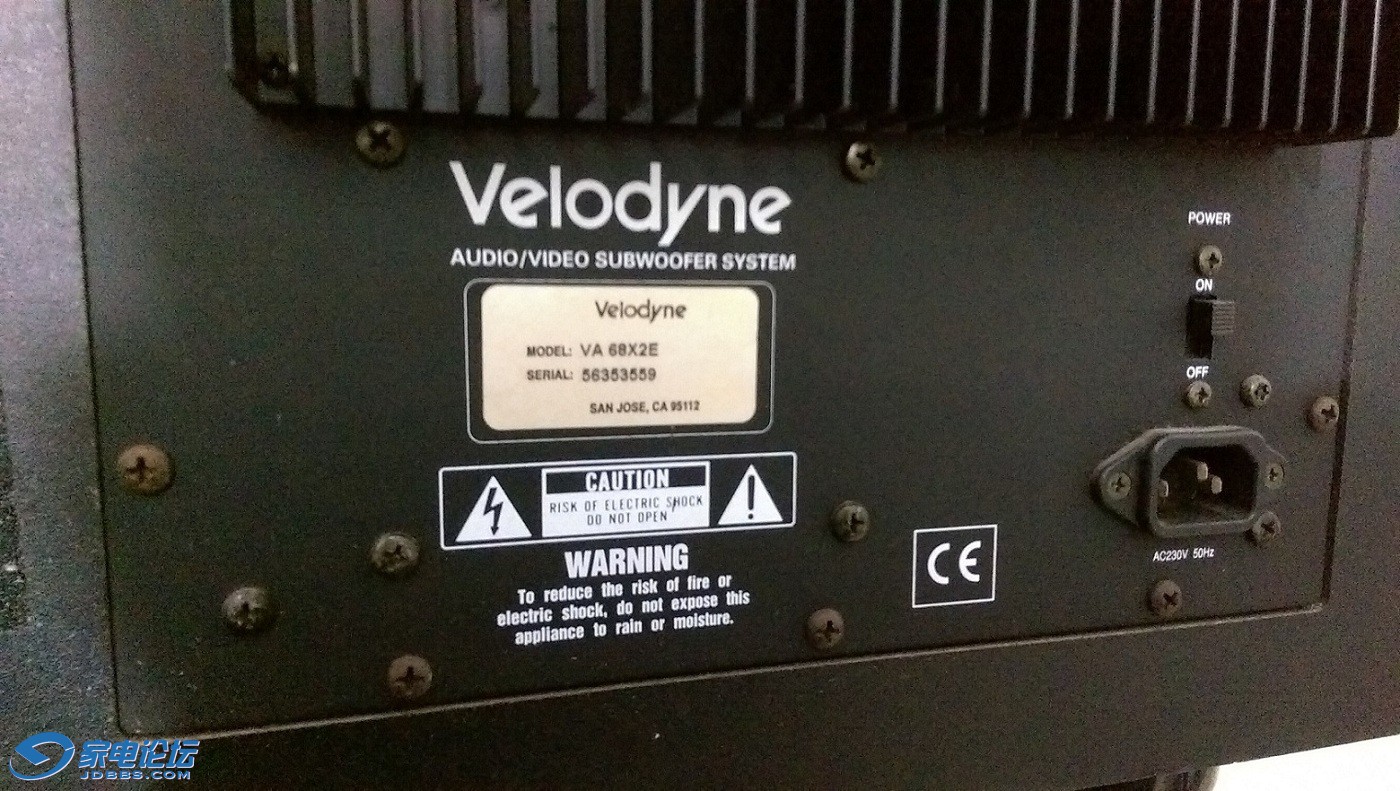 Velodyne
AUDIO/VIDEO SUBWOOFER SYSTEM
Velodyne
MODEL: VA 68X2E
SERIAL: 56353559
SAN JOSE, CA 95112
CAUTION
RISK OF ELECTRIC SHOCK
DO NOT OPEN
WARNING
To reduce the risk of fire or
electric shock, do not expose this
appliance to rain or moisture.
CE
POWER
ON
OFF
AC230V 50Hz
家电论坛
JDBBS.COM